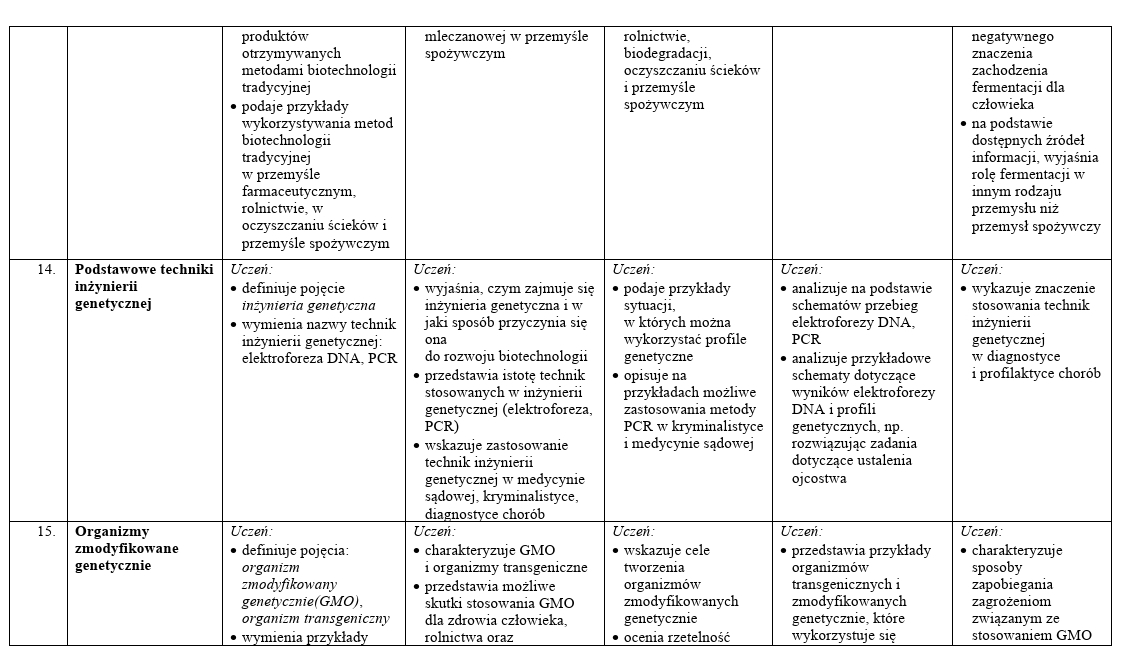 produktów
otrzymywanych
metodami biotechnologii
tradycyjnej
• podaje przykłady
wykorzystywania metod
biotechnologii
tradycyjnej
w przemyśle
farmaceutycznym,
rolnictwie, w
oczyszczaniu ścieków i
przemyśle spożywczym
mleczanowej w przemyśle
spożywczym
rolnictwie,
biodegradacji,
oczyszczaniu ścieków
i przemyśle
spożywczym
negatywnego
znaczenia
zachodzenia
fermentacji dla
człowieka
• na podstawie
dostępnych źródeł
informacji, wyjaśnia
rolę fermentacji w
innym rodzaju
przemysłu niż
przemysł spożywczy
14.
Podstawowe techniki
inżynierii
genetycznej
Uczeń:
• definiuje pojęcie
inżynieria genetyczna
• wymienia nazwy technik
inżynierii genetycznej:
elektroforeza DNA, PCR
Uczeń:
• wyjaśnia, czym zajmuje się
inżynieria genetyczna i w
jaki sposób przyczynia się
ona
do rozwoju biotechnologii
• przedstawia istotę technik
stosowanych w inżynierii
genetycznej (elektroforeza,
PCR)
• wskazuje zastosowanie
technik inżynierii
genetycznej w medycynie
sądowej, kryminalistyce,
diagnostyce chorób
Uczeń:
• podaje przykłady
sytuacji,
w których można
wykorzystać profile
genetyczne
• opisuje na
przykładach możliwe
zastosowania metody
PCR w kryminalistyce
i medycynie sądowej
Uczeń:
• analizuje na podstawie
schematów przebieg
elektroforezy DNA,
PCR
• analizuje przykładowe
schematy dotyczące
wyników elektroforezy
DNA i profili
genetycznych, np.
rozwiązując zadania
dotyczące ustalenia
ojcostwa
Uczeń:
• wykazuje znaczenie
stosowania technik
inżynierii
genetycznej
w diagnostyce
i profilaktyce chorób
15.
Organizmy
zmodyfikowane
genetycznie
Uczeń:
• definiuje pojęcia:
organizm
zmodyfikowany
genetycznie(GMO),
organizm transgeniczny
• wymienia przykłady
Uczeń:
• charakteryzuje GMO
i organizmy transgeniczne
• przedstawia możliwe
skutki stosowania GMO
dla zdrowia człowieka,
rolnictwa oraz
Uczeń:
• wskazuje cele
tworzenia
organizmów
zmodyfikowanych
genetycznie
• ocenia rzetelność
Uczeń:
• przedstawia przykłady
organizmów
transgenicznych i
zmodyfikowanych
genetycznie, które
wykorzystuje się
Uczeń:
• charakteryzuje
sposoby
zapobiegania
zagrożeniom
związanym ze
stosowaniem GMO